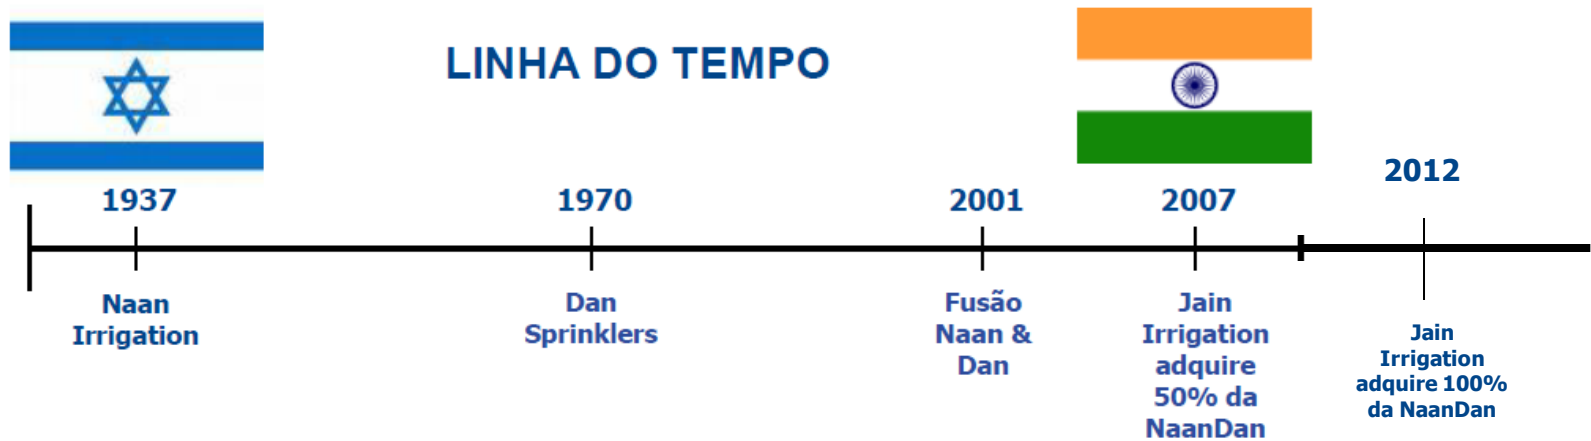 LINHA DO TEMPO
1937
1970
2001
2007
2012
Naan
Irrigation
Dan
Sprinklers
Fusão
Naan &
Dan
Jain
Irrigation
adquire
50% da
NaanDan
Jain
Irrigation
adquire 100%
da NaanDan